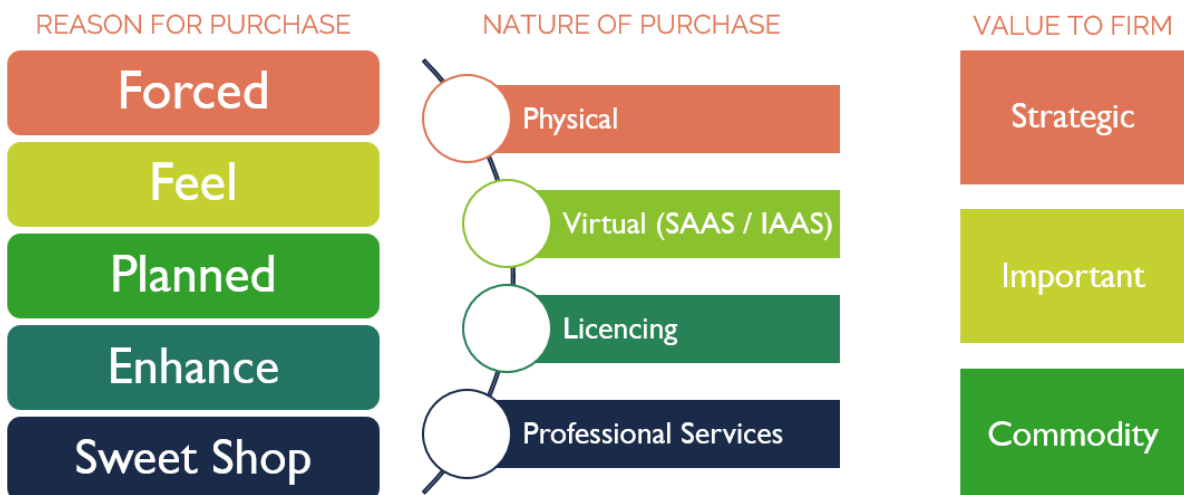 REASON FOR PURCHASE
Forced
Feel
Planned
Enhance
Sweet Shop
NATURE OF PURCHASE
Physical
Virtual (SAAS / IAAS)
Licencing
Professional Services
VALUE TO FIRM
Strategic
Important
Commodity